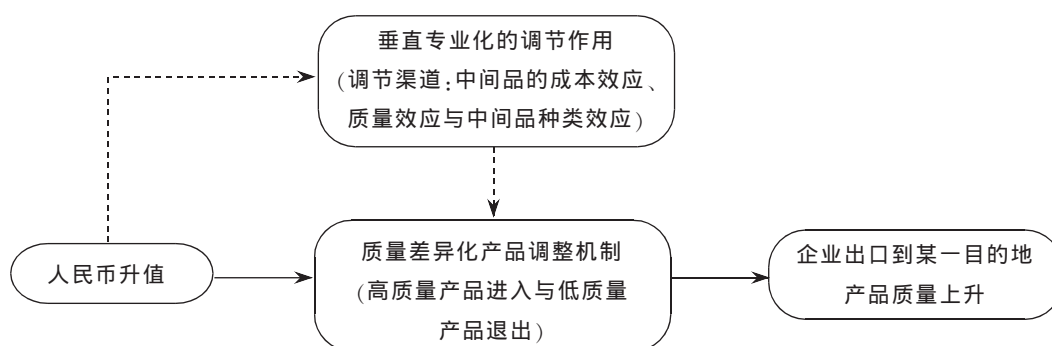 垂直专业化的调节作用
(调节渠道:中间品的成本效应、
质量效应与中间品种类效应)
人民币升值
质量差异化产品调整机制
(高质量产品进入与低质量
产品退出)
企业出口到某一目的地
产品质量上升